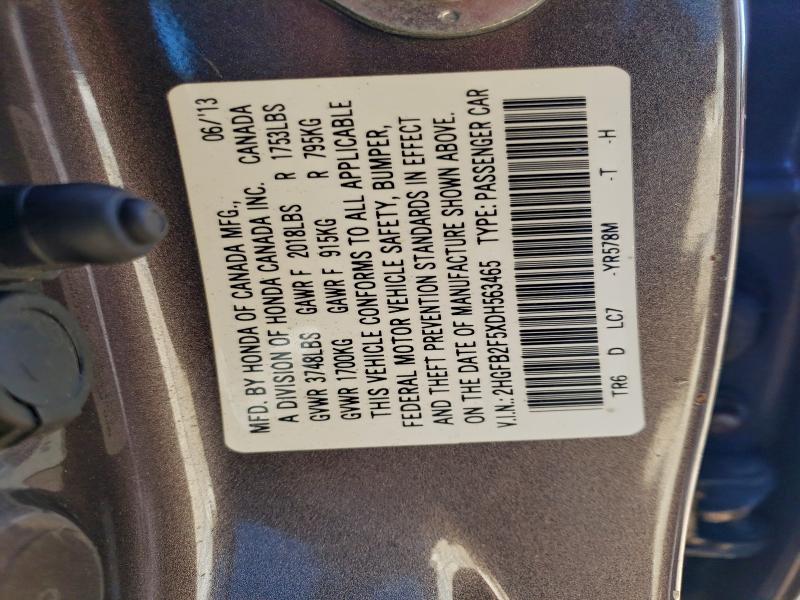 MFD. BY HONDA OF CANADA MFG., 06/'13
A DIVISION OF HONDA CANADA INC. CANADA
GVWR 3748LBS GAWR F 2018LBS R 1753LBS
GVWR 1700KG GAWR F 915KG R 795KG
THIS VEHICLE CONFORMS TO ALL APPLICABLE
FEDERAL MOTOR VEHICLE SAFETY, BUMPER,
AND THEFT PREVENTION STANDARDS IN EFFECT
ON THE DATE OF MANUFACTURE SHOWN ABOVE.
V.I.N.: 2HGFB2F5XDH563465 TYPE: PASSENGER CAR
TR6 D LC7 -YR578M -T -H